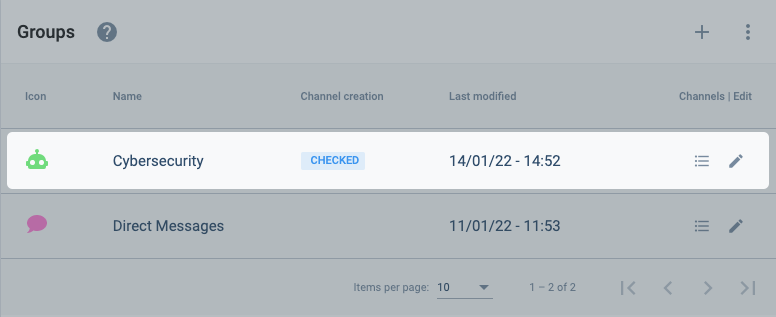 Groups ?
Icon Name Channel creation Last modified Channels | Edit
Cybersecurity CHECKED 14/01/22 - 14:52
Direct Messages 11/01/22 - 11:53
Items per page: 10 1 – 2 of 2